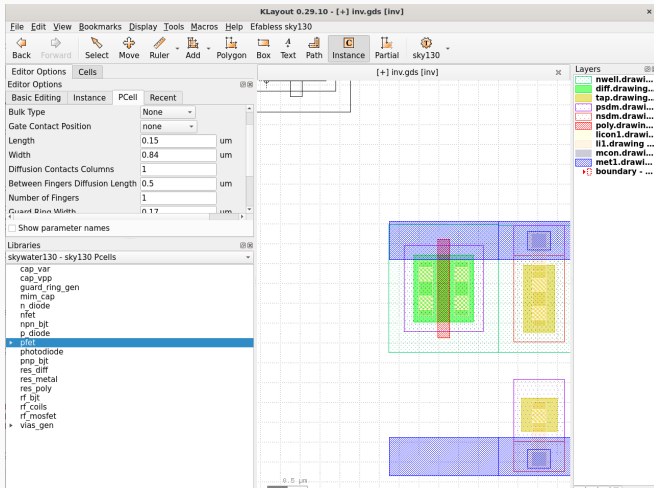 KLayout 0.29.10 - [+] inv.gds [inv]
File Edit View Bookmarks Display Tools Macros Help Efabless sky130
Back Forward Select Move Ruler Add Polygon Box Text Path Instance Partial sky130
Editor Options Cells
Editor Options
Basic Editing Instance PCell Recent
Bulk Type None
Gate Contact Position none
Length 0.15 um
Width 0.84 um
Diffusion Contacts Columns 1
Between Fingers Diffusion Length 0.5 um
Number of Fingers 1
Guard Ring Width 0.17 um
Show parameter names
Libraries
skywater130 - sky130 Pcells
cap_var
cap_vpp
guard_ring_gen
mim_cap
n_diode
nfet
npn_bjt
p_diode
pfet
photodiode
pnp_bjt
res_diff
res_metal
res_poly
rf_bjt
rf_coils
rf_mosfet
vias_gen
[+] inv.gds [inv]
0.5 μm
Layers
nwell.drawi...
diff.drawing...
tap.drawing...
psdm.drawi...
nsdm.drawi...
poly.drawin...
licon1.drawi...
li1.drawing ...
mcon.drawi...
met1.drawi...
boundary - ...